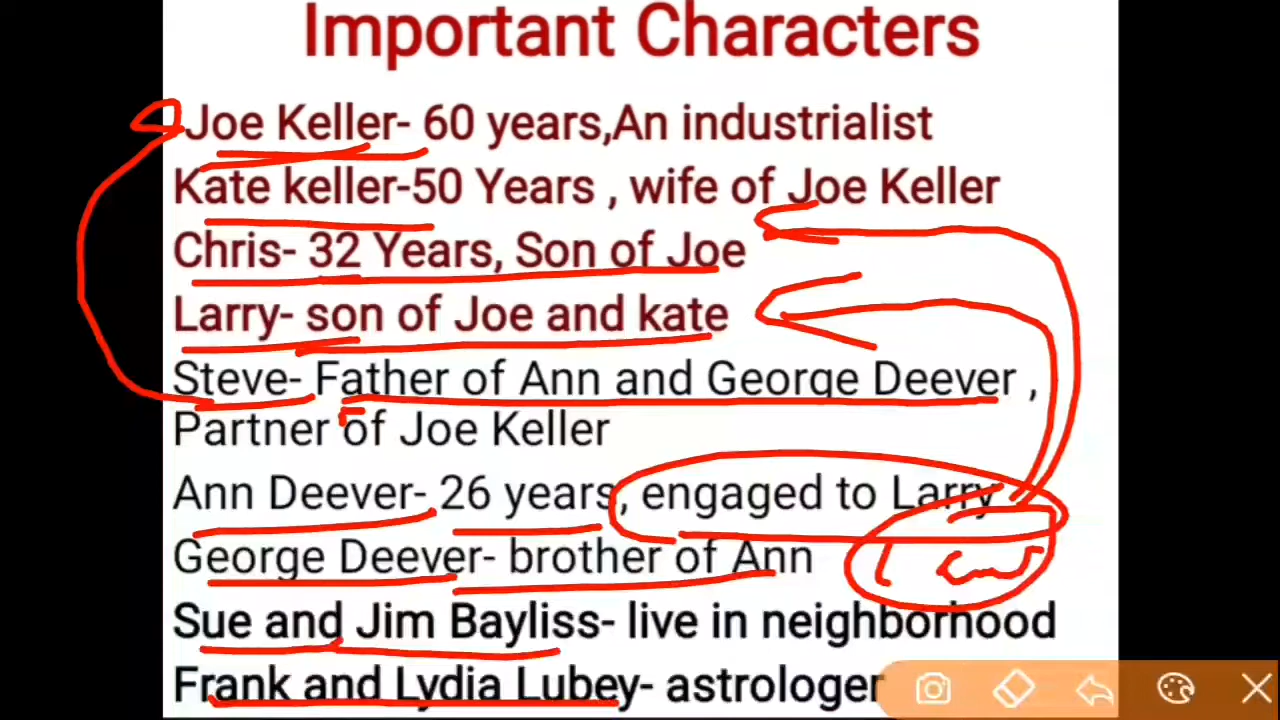 Important Characters
Joe Keller- 60 years,An industrialist
Kate keller-50 Years , wife of Joe Keller
Chris- 32 Years, Son of Joe
Larry- son of Joe and kate
Steve- Father of Ann and George Deever ,
Partner of Joe Keller
Ann Deever- 26 years, engaged to Larry
George Deever- brother of Ann
Sue and Jim Bayliss- live in neighborhood
Frank and Lydia Lubey- astrologer